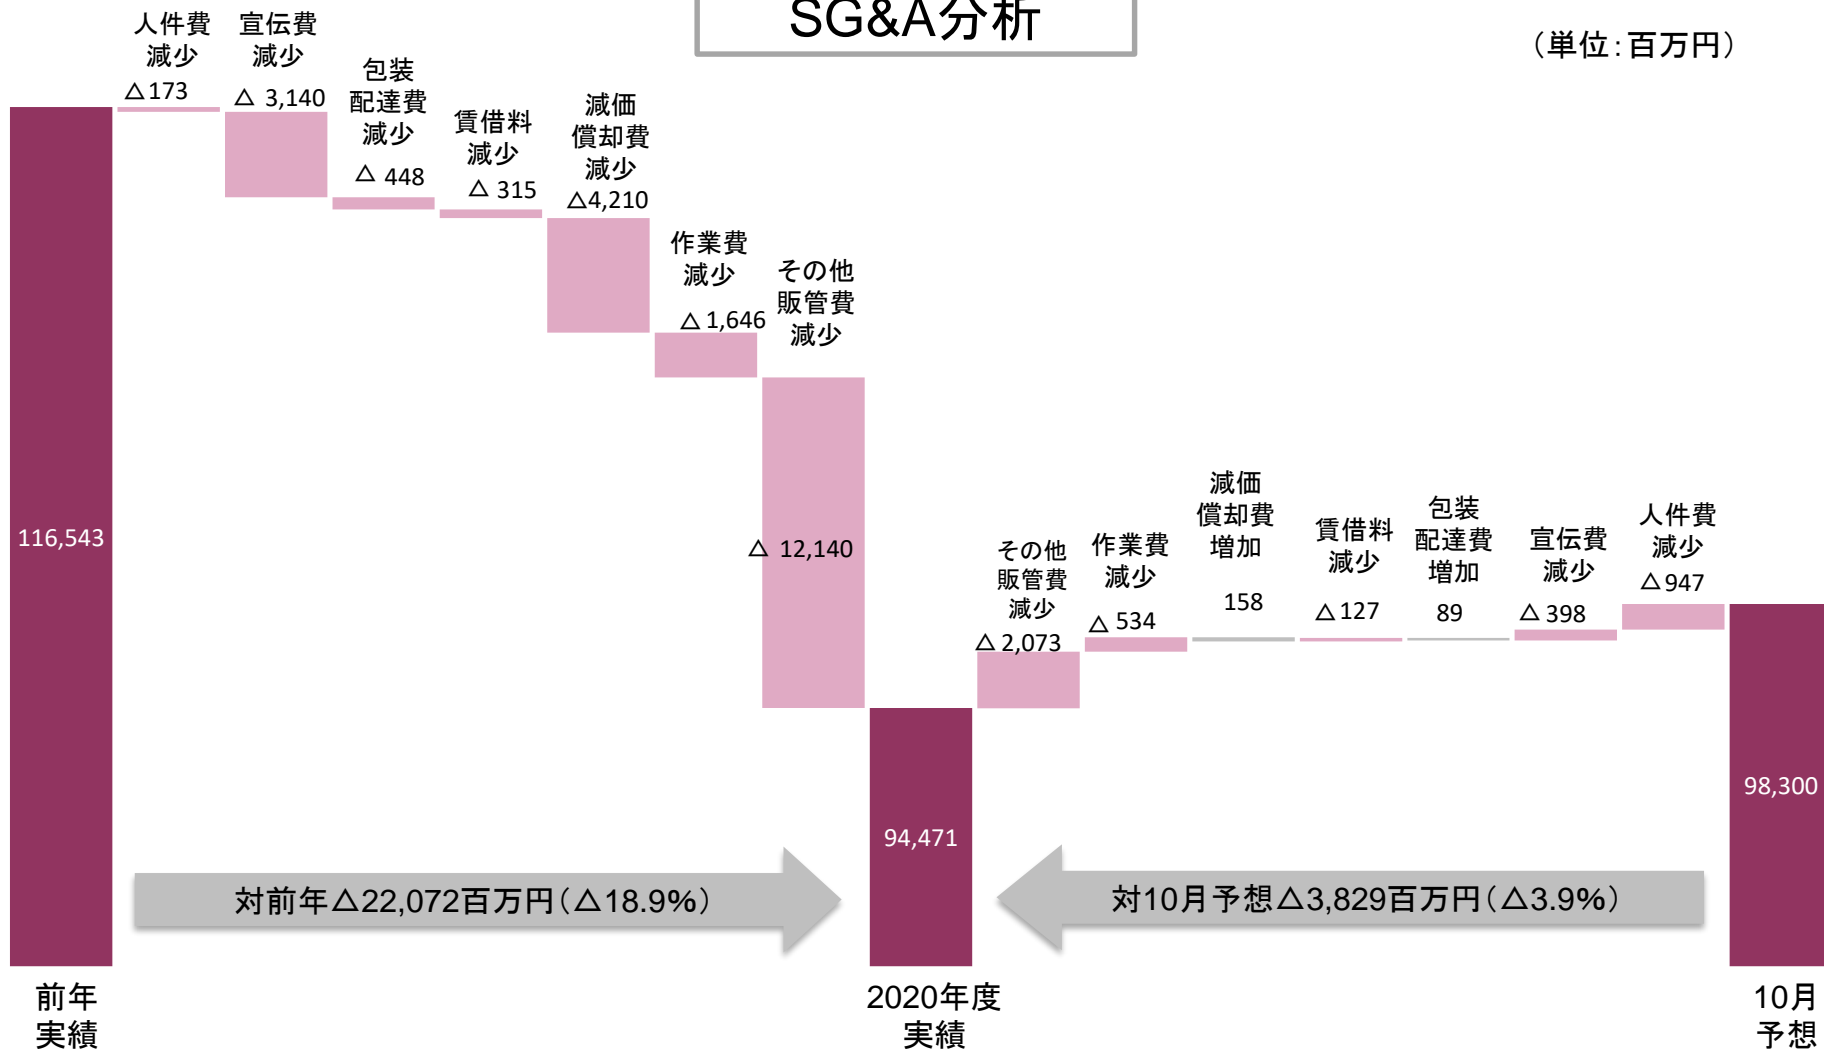 SG&A分析
（単位：百万円）
人件費
減少
△173
宣伝費
減少
△ 3,140
包装
配達費
減少
△ 448
賃借料
減少
△ 315
減価
償却費
減少
△4,210
作業費
減少
△ 1,646
その他
販管費
減少
△ 12,140
その他
販管費
減少
△ 2,073
作業費
減少
△ 534
減価
償却費
増加
158
賃借料
減少
△ 127
包装
配達費
増加
89
宣伝費
減少
△ 398
人件費
減少
△ 947
116,543
94,471
98,300
対前年△22,072百万円（△18.9%）
対10月予想△3,829百万円（△3.9%）
前年
実績
2020年度
実績
10月
予想